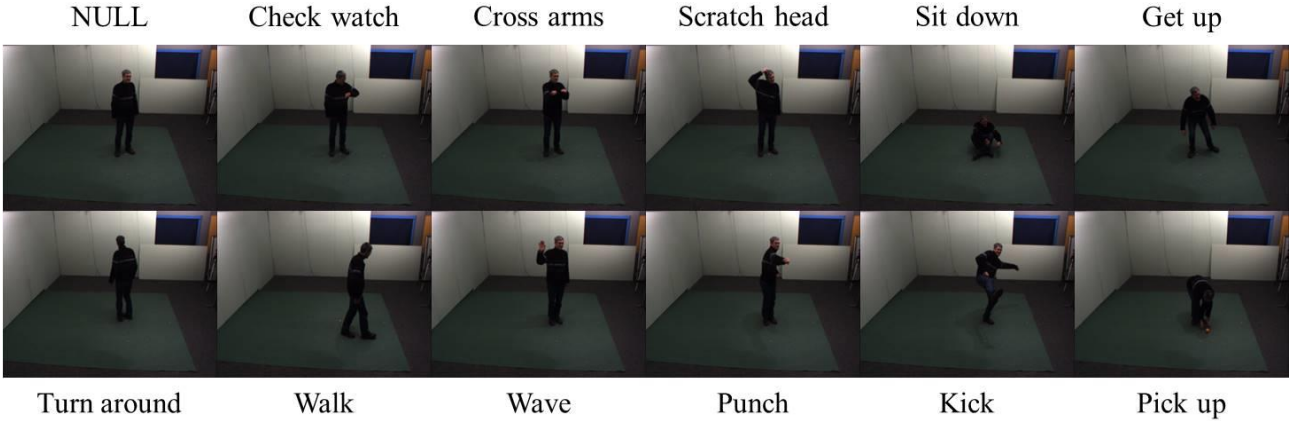 NULL Check watch Cross arms Scratch head Sit down Get up
Turn around Walk Wave Punch Kick Pick up